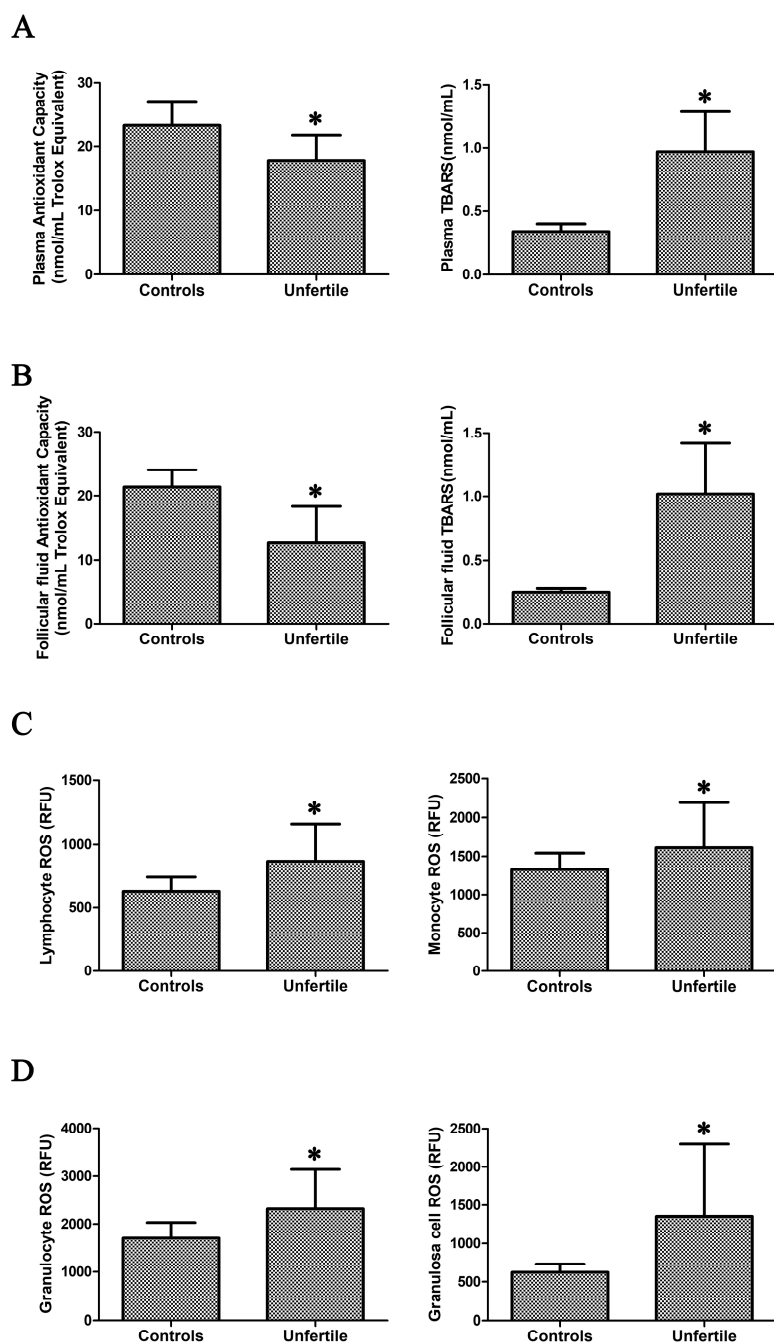 A
Plasma Antioxidant Capacity
(nmol/mL Trolox Equivalent)
30
20
10
0
*
Controls
Unfertile
Plasma TBARS (nmol/mL)
1.5
1.0
0.5
0.0
*
Controls
Unfertile
B
Follicular fluid Antioxidant Capacity
(nmol/mL Trolox Equivalent)
30
20
10
0
*
Controls
Unfertile
Follicular fluid TBARS (nmol/mL)
1.5
1.0
0.5
0.0
*
Controls
Unfertile
C
Lymphocyte ROS (RFU)
1500
1000
500
0
*
Controls
Unfertile
Monocyte ROS (RFU)
2500
2000
1500
1000
500
0
*
Controls
Unfertile
D
Granulocyte ROS (RFU)
4000
3000
2000
1000
0
*
Controls
Unfertile
Granulosa cell ROS (RFU)
2500
2000
1500
1000
500
0
*
Controls
Unfertile